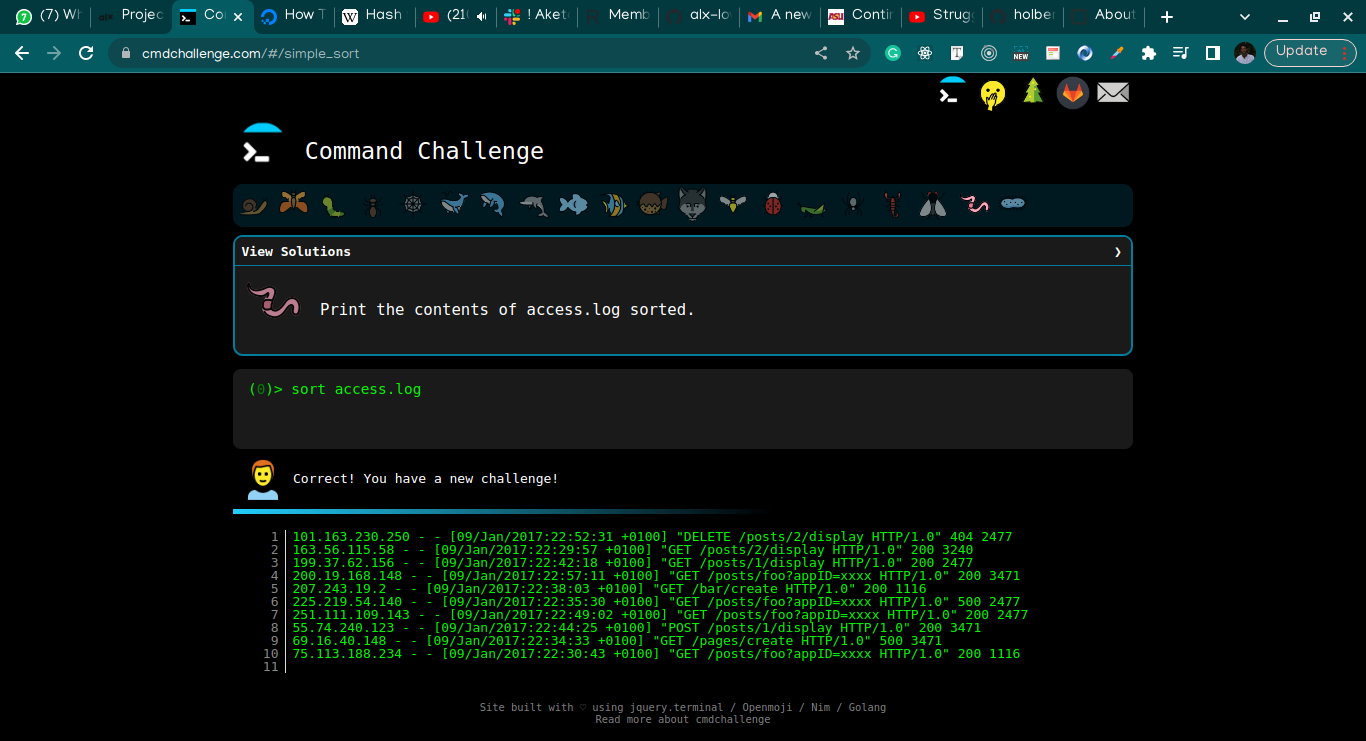 (7) Wh
Projec
Co
How T
Hash
(210
! Aket
Memb
alx-lov
A new
Contin
Strugg
holber
About
cmdchallenge.com/#/simple_sort
NEW
Update
Command Challenge
View Solutions
Print the contents of access.log sorted.
(0)> sort access.log
Correct! You have a new challenge!
1 101.163.230.250 - - [09/Jan/2017:22:52:31 +0100] "DELETE /posts/2/display HTTP/1.0" 404 2477
2 163.56.115.58 - - [09/Jan/2017:22:29:57 +0100] "GET /posts/2/display HTTP/1.0" 200 3240
3 199.37.62.156 - - [09/Jan/2017:22:42:18 +0100] "GET /posts/1/display HTTP/1.0" 200 2477
4 200.19.168.148 - - [09/Jan/2017:22:57:11 +0100] "GET /posts/foo?appID=xxxx HTTP/1.0" 200 3471
5 207.243.19.2 - - [09/Jan/2017:22:38:03 +0100] "GET /bar/create HTTP/1.0" 200 1116
6 225.219.54.140 - - [09/Jan/2017:22:35:30 +0100] "GET /posts/foo?appID=xxxx HTTP/1.0" 500 2477
7 251.111.109.143 - - [09/Jan/2017:22:49:02 +0100] "GET /posts/foo?appID=xxxx HTTP/1.0" 200 2477
8 55.74.240.123 - - [09/Jan/2017:22:44:25 +0100] "POST /posts/1/display HTTP/1.0" 200 3471
9 69.16.40.148 - - [09/Jan/2017:22:34:33 +0100] "GET /pages/create HTTP/1.0" 500 3471
10 75.113.188.234 - - [09/Jan/2017:22:30:43 +0100] "GET /posts/foo?appID=xxxx HTTP/1.0" 200 1116
11
Site built with ♡ using jquery.terminal / Openmoji / Nim / Golang
Read more about cmdchallenge